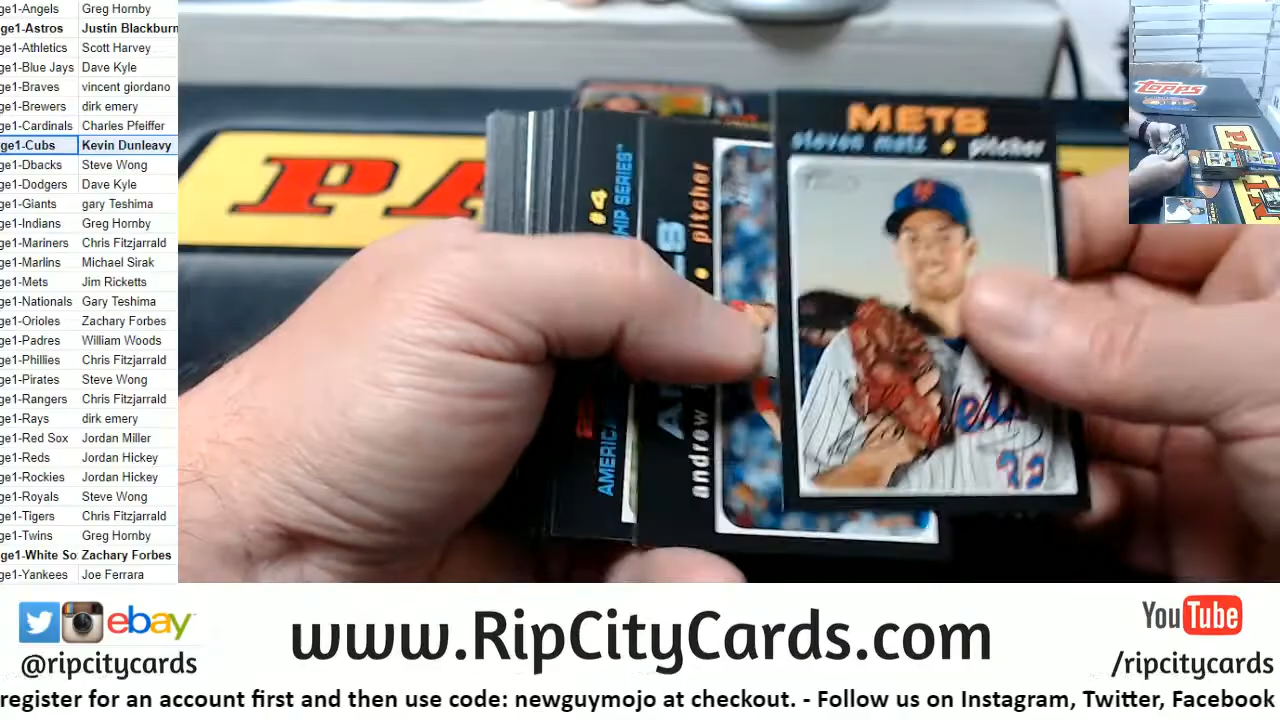 ge1-Angels Greg Hornby
ge1-Astros Justin Blackburn
ge1-Athletics Scott Harvey
ge1-Blue Jays Dave Kyle
ge1-Braves vincent giordano
ge1-Brewers dirk emery
ge1-Cardinals Charles Pfeiffer
ge1-Cubs Kevin Dunleavy
ge1-Dbacks Steve Wong
ge1-Dodgers Dave Kyle
ge1-Giants gary Teshima
ge1-Indians Greg Hornby
ge1-Mariners Chris Fitzjarrald
ge1-Marlins Michael Sirak
ge1-Mets Jim Ricketts
ge1-Nationals Gary Teshima
ge1-Orioles Zachary Forbes
ge1-Padres William Woods
ge1-Phillies Chris Fitzjarrald
ge1-Pirates Steve Wong
ge1-Rangers Chris Fitzjarrald
ge1-Rays dirk emery
ge1-Red Sox Jordan Miller
ge1-Reds Jordan Hickey
ge1-Rockies Jordan Hickey
ge1-Royals Steve Wong
ge1-Tigers Chris Fitzjarrald
ge1-Twins Greg Hornby
ge1-White So Zachary Forbes
ge1-Yankees Joe Ferrara
PA
#4
HIP SERIES
AMERIC
andrew
pitcher
METS
steven matz • pitcher
Mets
32
Topps
ebay
@ripcitycards
www.RipCityCards.com
YouTube
/ripcitycards
register for an account first and then use code: newguymojo at checkout. - Follow us on Instagram, Twitter, Facebook